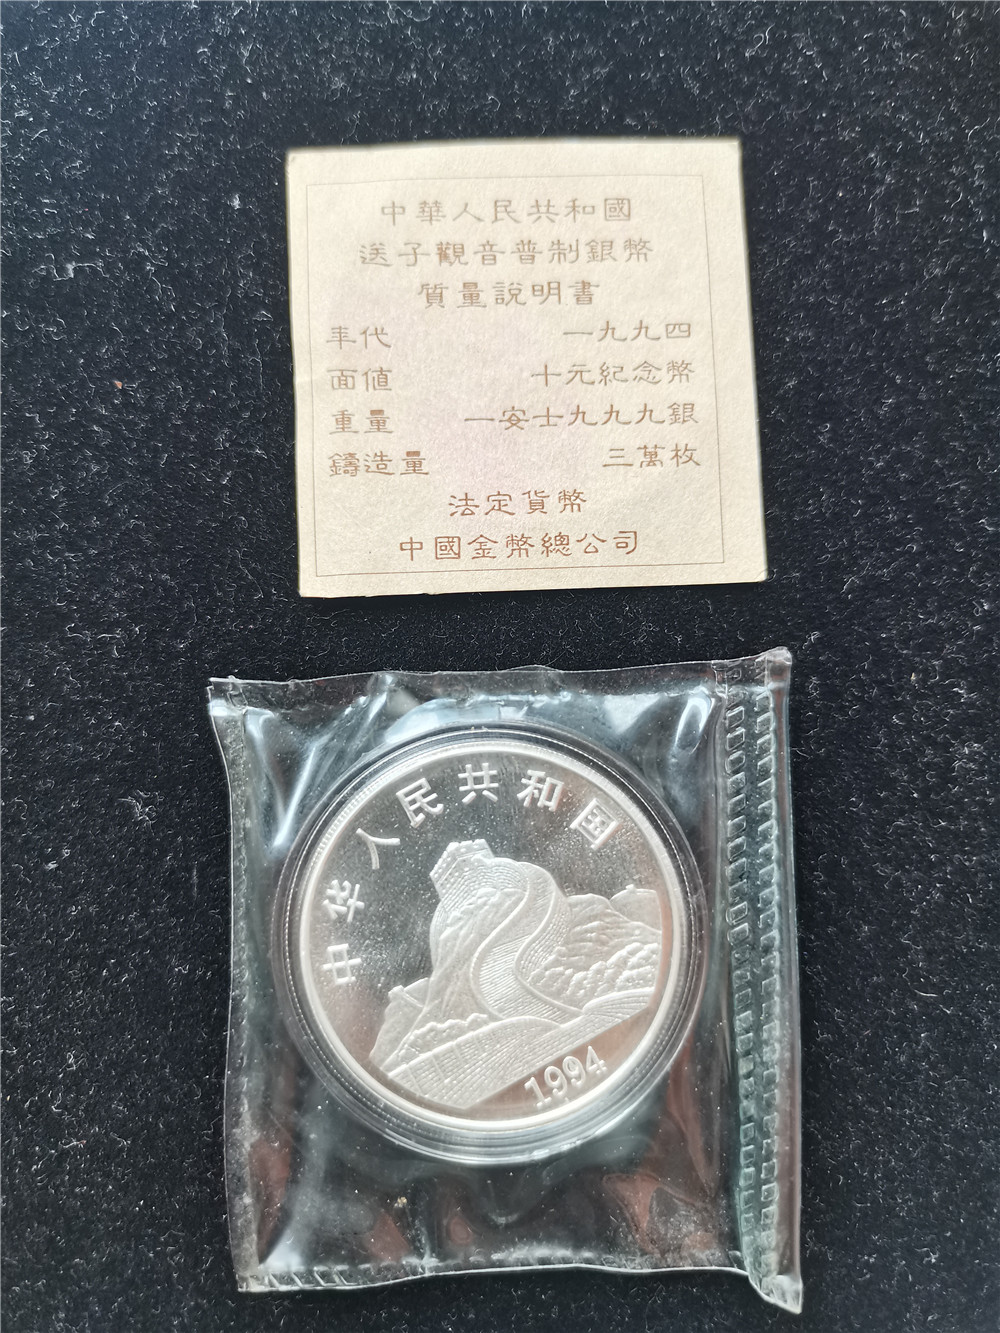 中華人民共和國
送子觀音普制銀幣
質量説明書
年代 一九九四
面值 十元紀念幣
重量 一安士九九九銀
鑄造量 三萬枚
法定貨幣
中國金幣總公司
中华人民共和国
1994